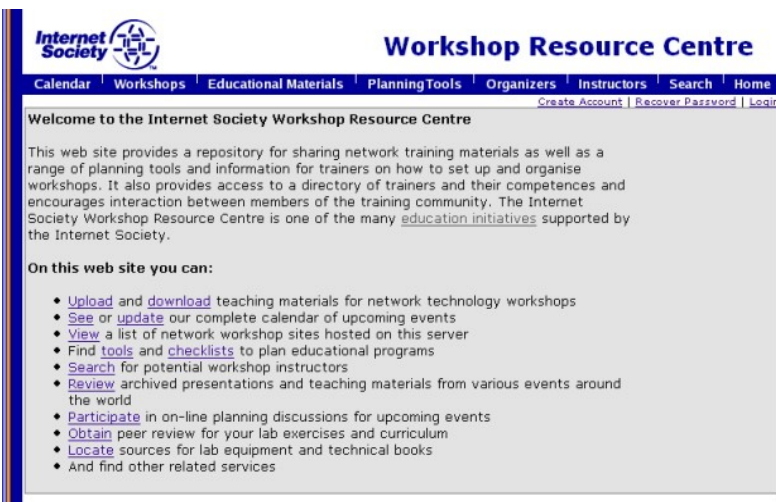 Internet
Society
Workshop Resource Centre
Calendar Workshops Educational Materials Planning Tools Organizers Instructors Search Home
Create Account | Recover Password | Login
Welcome to the Internet Society Workshop Resource Centre
This web site provides a repository for sharing network training materials as well as a
range of planning tools and information for trainers on how to set up and organise
workshops. It also provides access to a directory of trainers and their competences and
encourages interaction between members of the training community. The Internet
Society Workshop Resource Centre is one of the many education initiatives supported by
the Internet Society.
On this web site you can:
• Upload and download teaching materials for network technology workshops
• See or update our complete calendar of upcoming events
• View a list of network workshop sites hosted on this server
• Find tools and checklists to plan educational programs
• Search for potential workshop instructors
• Review archived presentations and teaching materials from various events around
the world
• Participate in on-line planning discussions for upcoming events
• Obtain peer review for your lab exercises and curriculum
• Locate sources for lab equipment and technical books
• And find other related services